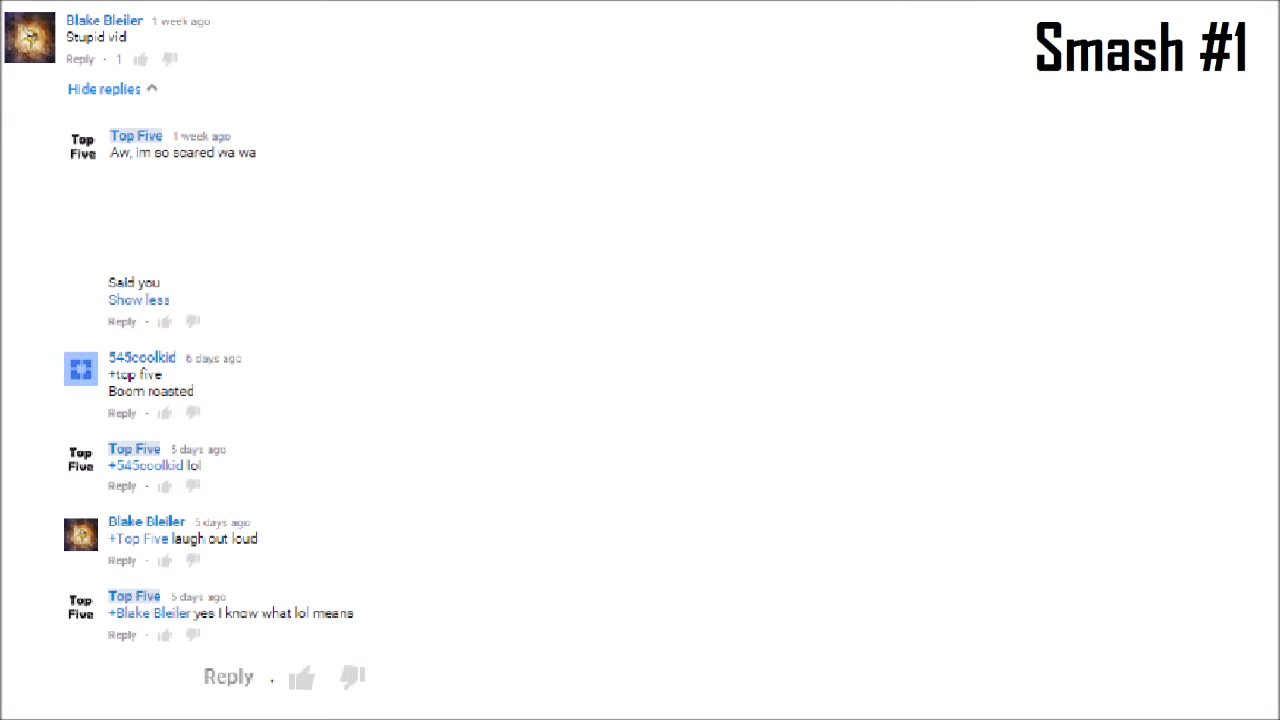 Blake Bleiler 1 week ago
Smash #1
Stupid vid
Reply · 1
Hide replies
Top Five
Top Five 1 week ago
Aw, im so scared wa wa
Said you
Show less
Reply ·
545coolkid 6 days ago
+top five
Boom roasted
Reply ·
Top Five
Top Five 5 days ago
+545coolkid lol
Reply ·
Blake Bleiler 5 days ago
+Top Five laugh out loud
Reply ·
Top Five
Top Five 5 days ago
+Blake Bleiler yes I know what lol means
Reply ·
Reply ·